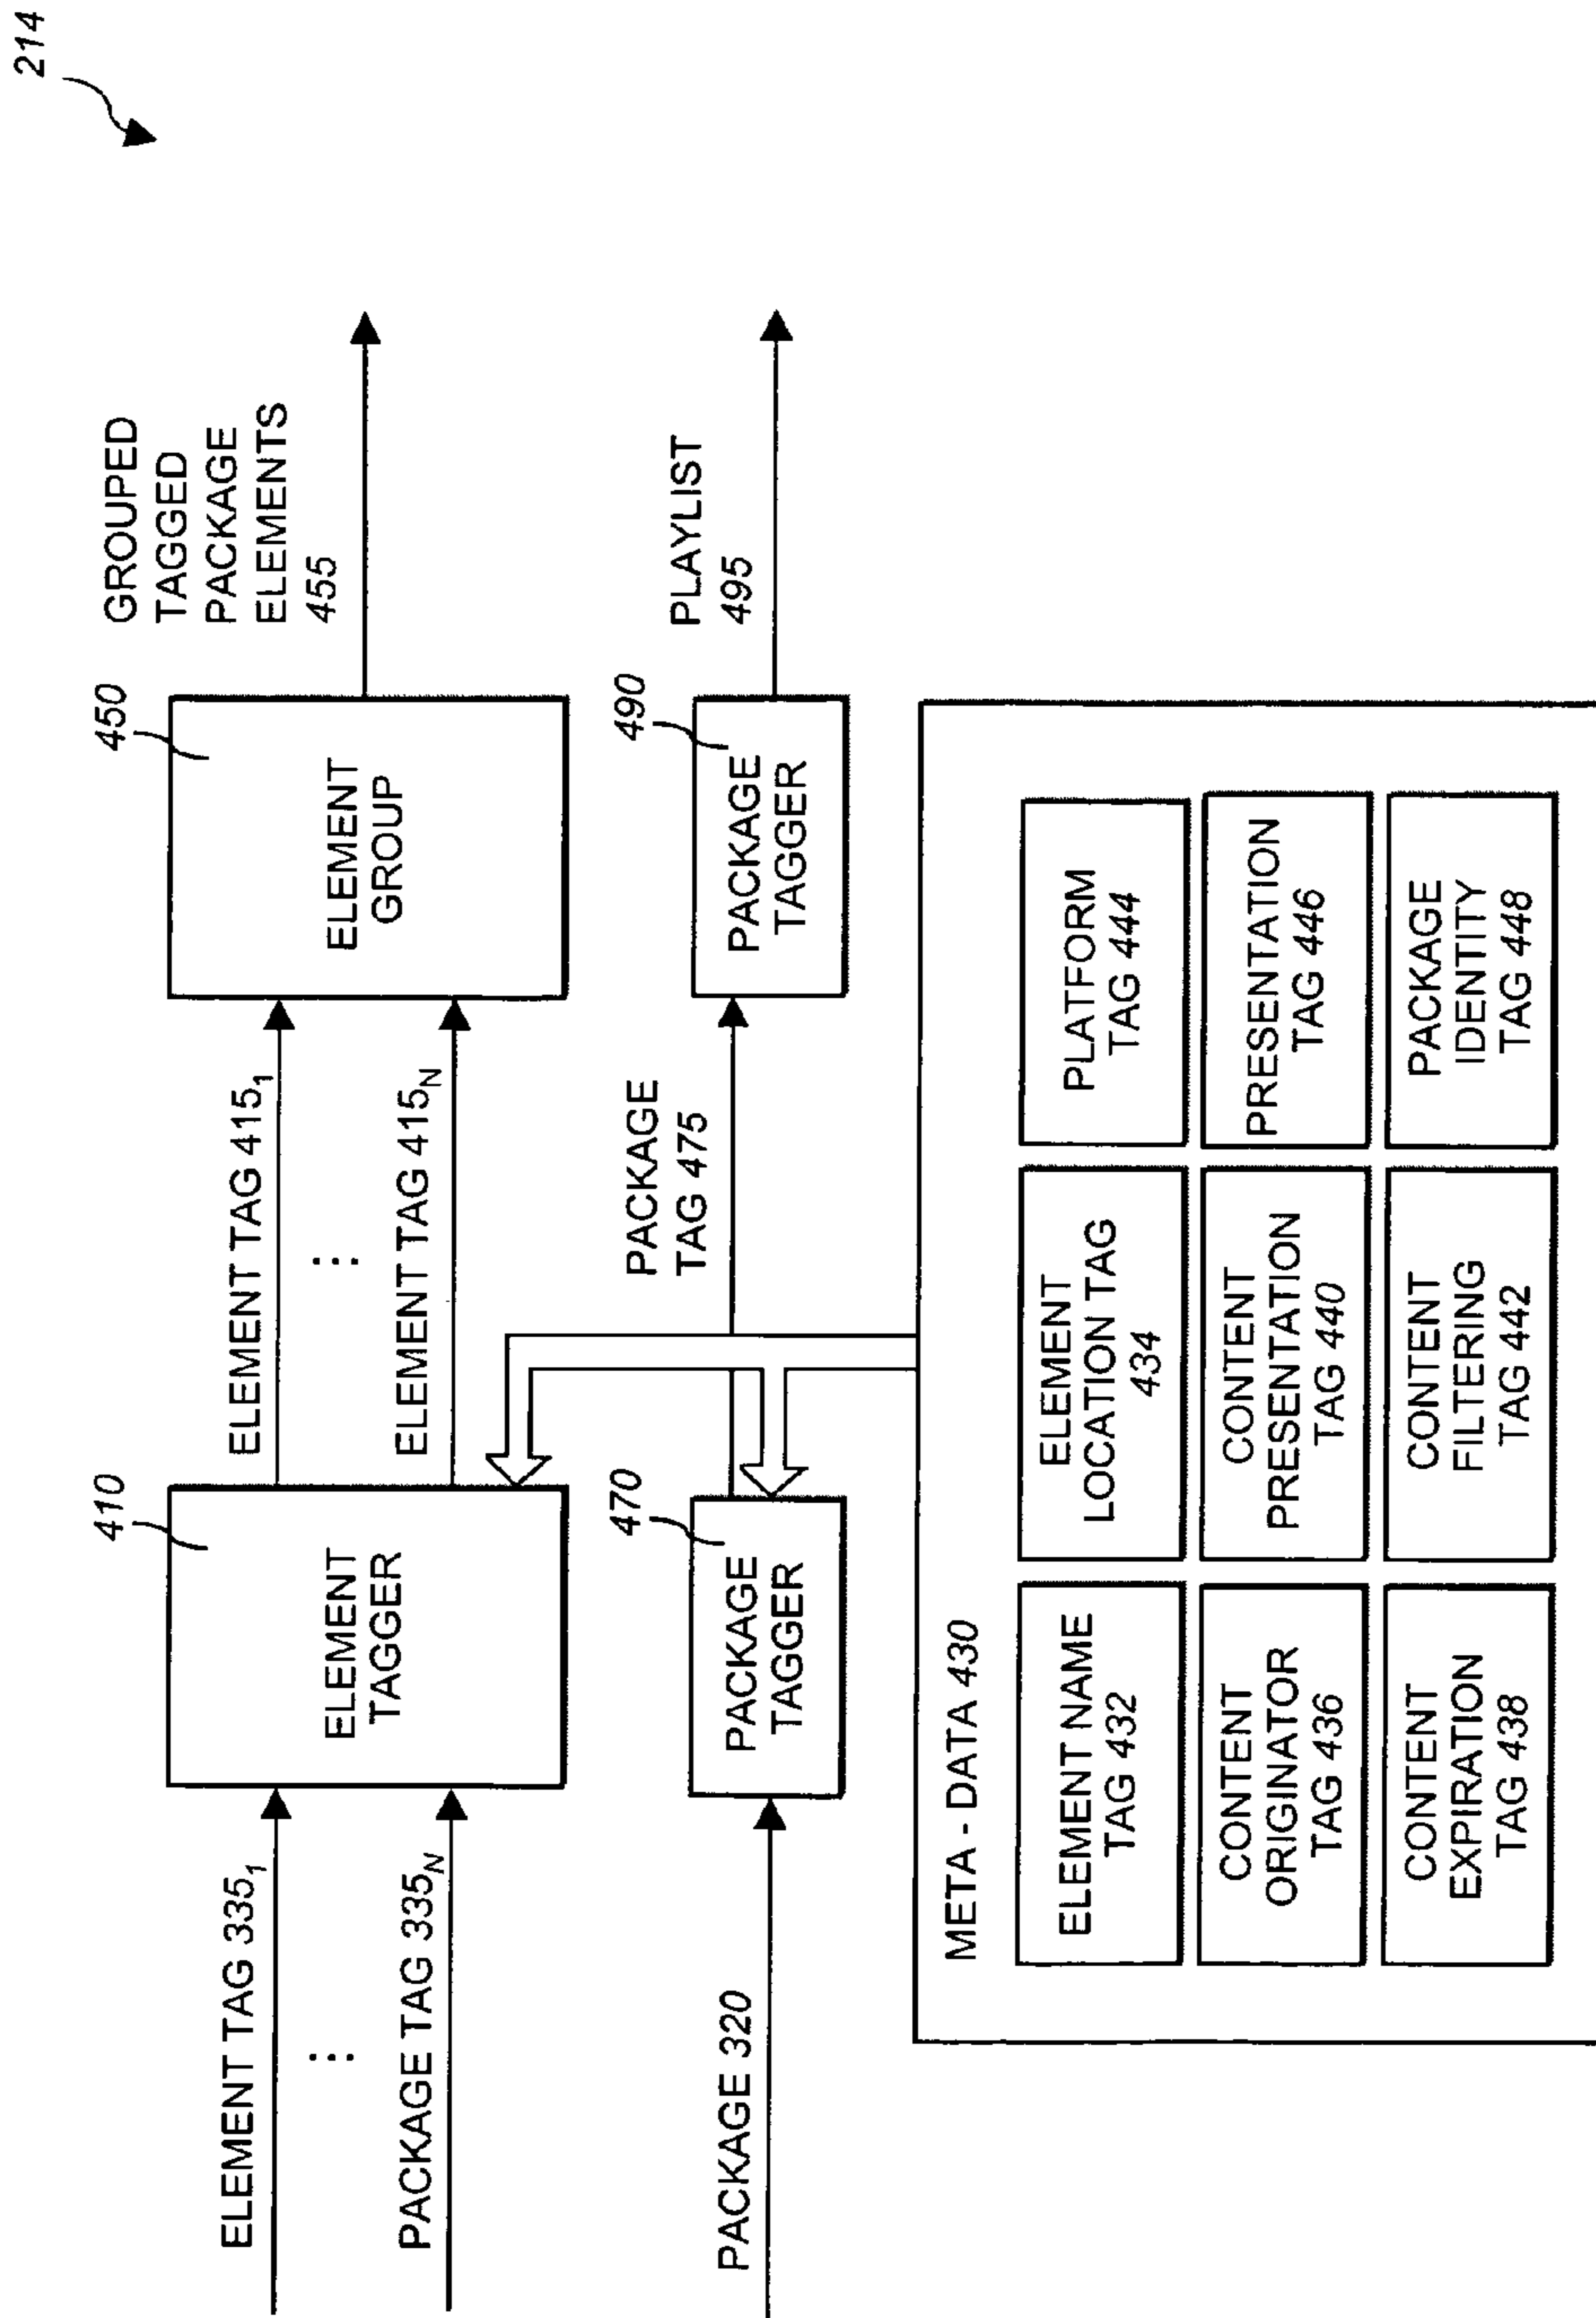 214
410
450
ELEMENT TAG 335₁
⋮
PACKAGE TAG 335N
ELEMENT
TAGGER
ELEMENT TAG 415₁
⋮
ELEMENT TAG 415N
ELEMENT
GROUP
GROUPED
TAGGED
PACKAGE
ELEMENTS
455
PACKAGE 320
470
PACKAGE
TAGGER
PACKAGE
TAG 475
490
PACKAGE
TAGGER
PLAYLIST
495
META - DATA 430
ELEMENT NAME
TAG 432
ELEMENT
LOCATION TAG
434
PLATFORM
TAG 444
CONTENT
ORIGINATOR
TAG 436
CONTENT
PRESENTATION
TAG 440
PRESENTATION
TAG 446
CONTENT
EXPIRATION
TAG 438
CONTENT
FILTERING
TAG 442
PACKAGE
IDENTITY
TAG 448